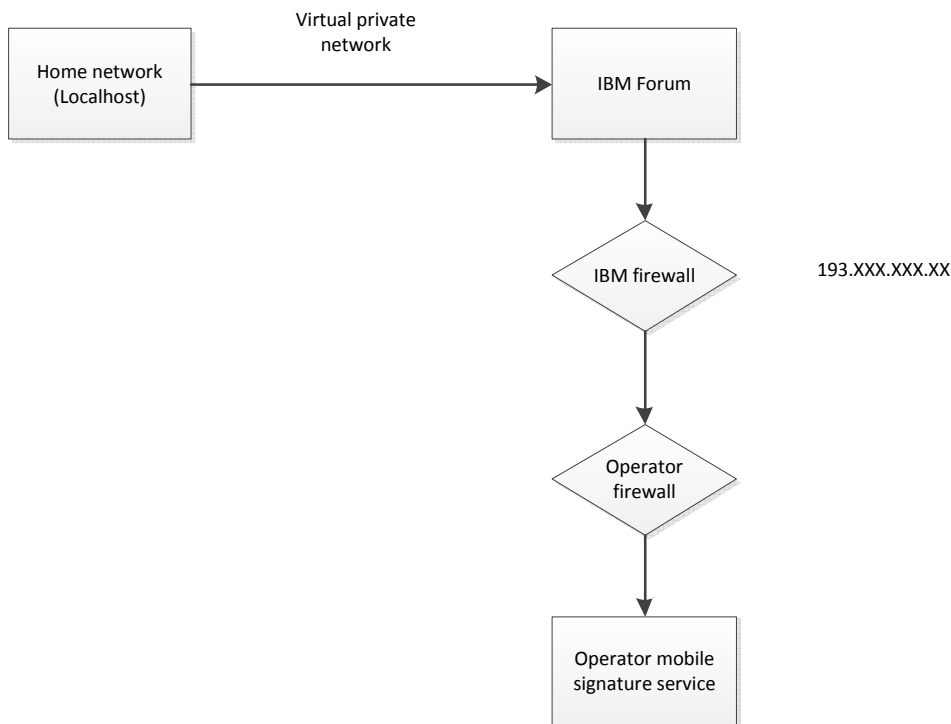 Virtual private
network
Home network
(Localhost)
IBM Forum
IBM firewall
193.XXX.XXX.XX
Operator
firewall
Operator mobile
signature service